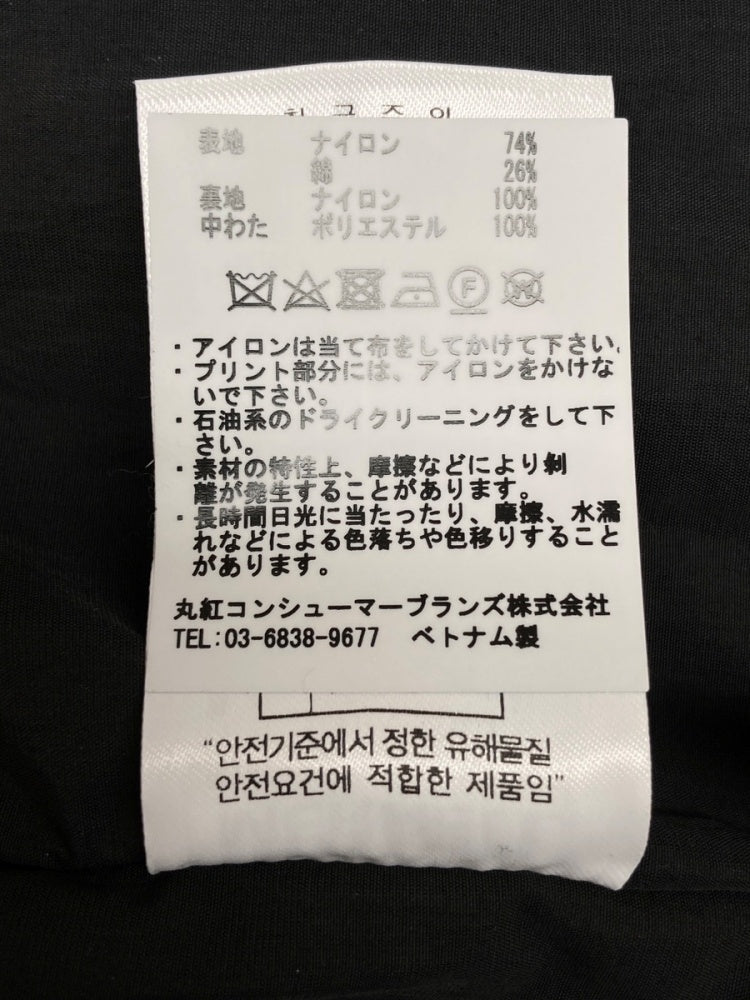 취급주의
表地 ナイロン 74%
綿 26%
裏地 ナイロン 100%
中わた ポリエステル 100%
F
W
・アイロンは当て布をしてかけて下さい。
・プリント部分には、アイロンをかけな
いで下さい。
・石油系のドライクリーニングをして下
さい。
・素材の特性上、摩擦などにより剥
離が発生することがあります。
・長時間日光に当たったり、摩擦、水濡
れなどによる色落ちや色移りすること
があります。
丸紅コンシューマーブランズ株式会社
TEL:03-6838-9677 ベトナム製
“안전기준에서 정한 유해물질
안전요건에 적합한 제품임”